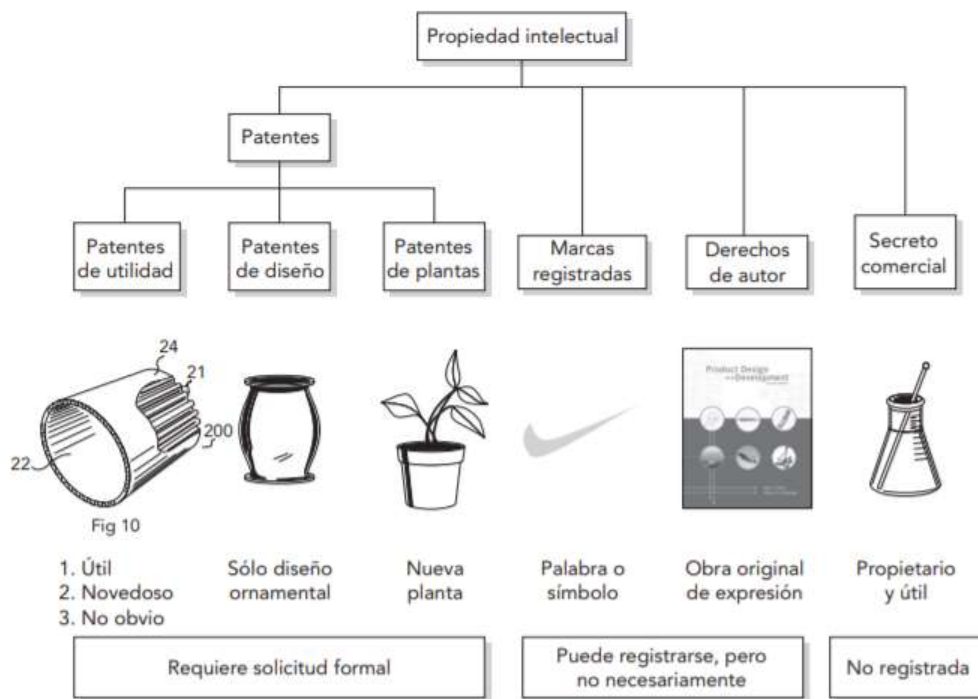 Propiedad intelectual
Patentes
Patentes
de utilidad
Patentes
de diseño
Patentes
de plantas
Marcas
registradas
Derechos
de autor
Secreto
comercial
24
21
200
22
Fig 10
Product Design
and Development
1. Útil
2. Novedoso
3. No obvio
Sólo diseño
ornamental
Nueva
planta
Palabra o
símbolo
Obra original
de expresión
Propietario
y útil
Requiere solicitud formal
Puede registrarse, pero
no necesariamente
No registrada